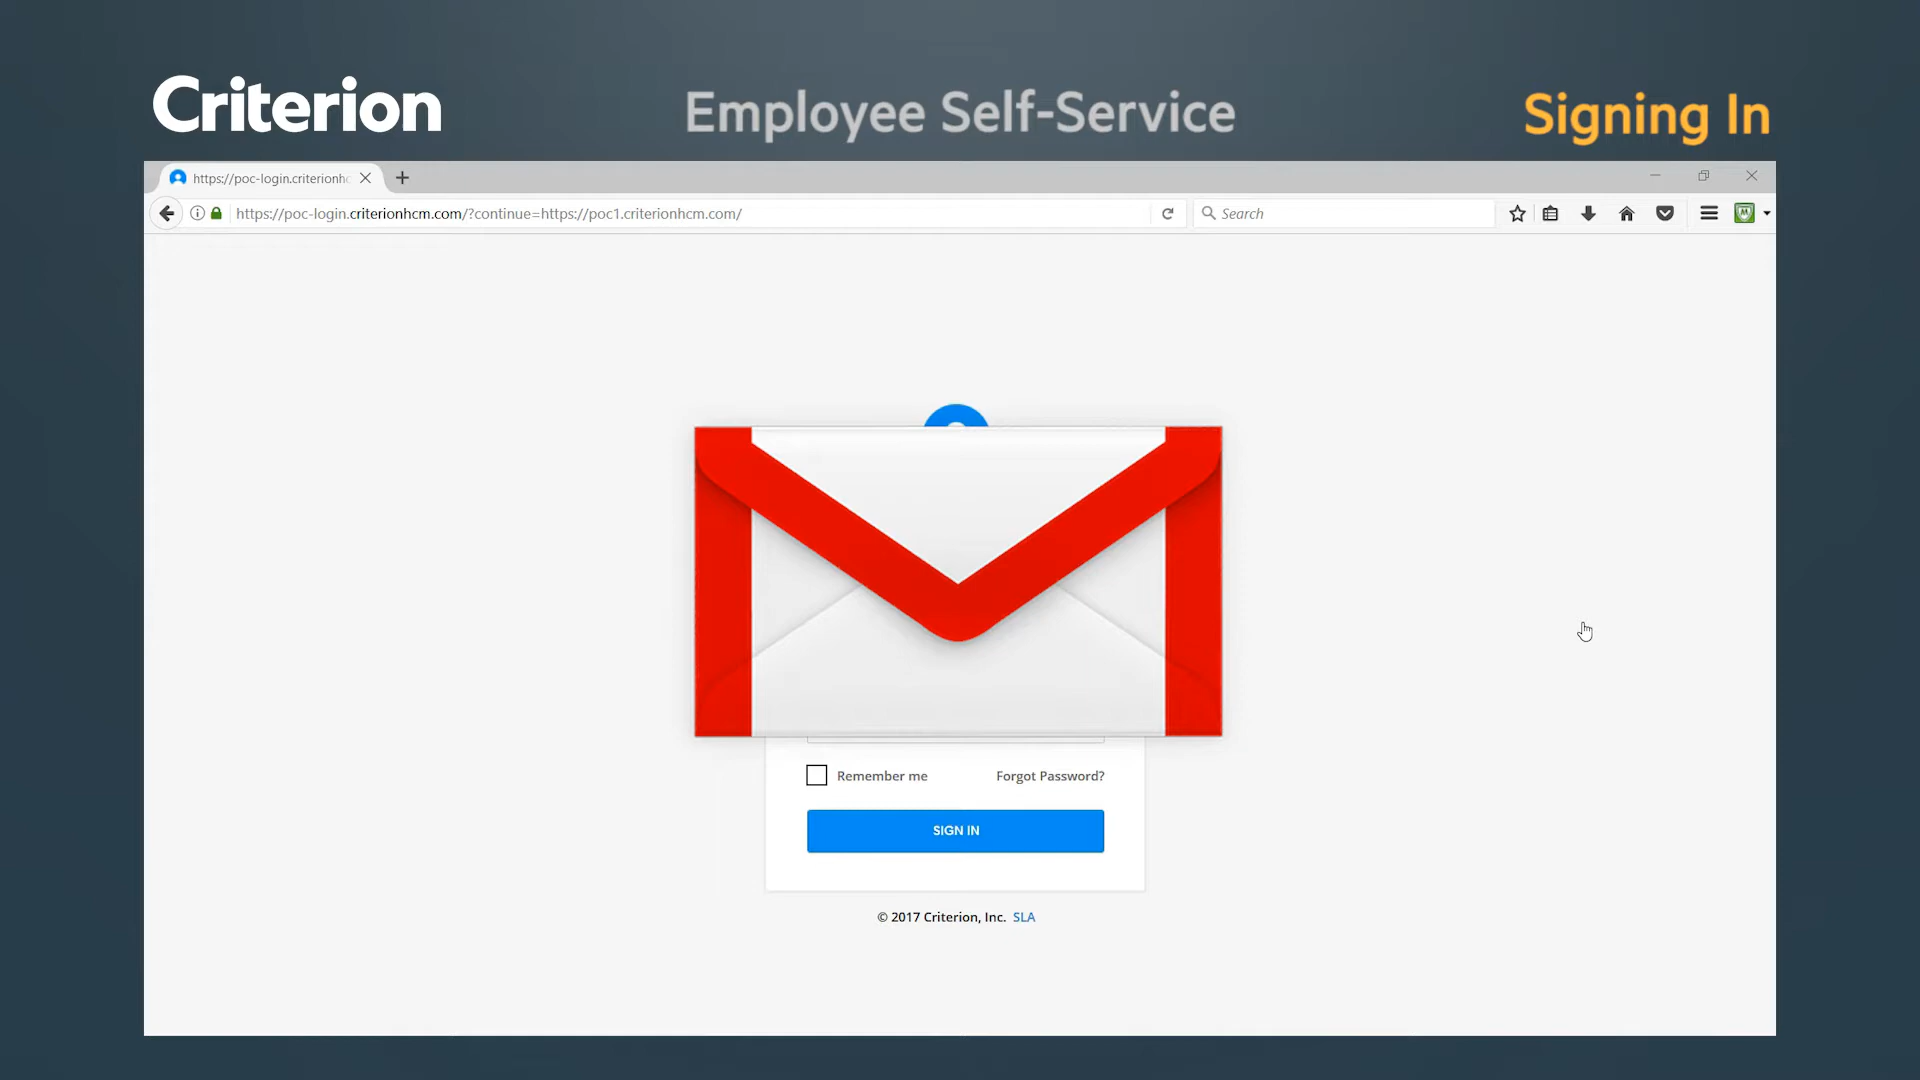 Criterion
Employee Self-Service
Signing In
https://poc-login.criterionhc
https://poc-login.criterionhcm.com/?continue=https://poc1.criterionhcm.com/
Search
Remember me
Forgot Password?
SIGN IN
© 2017 Criterion, Inc. SLA